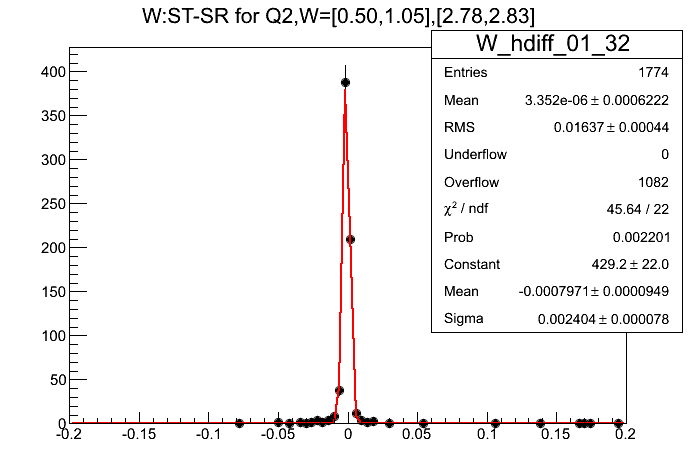 W:ST-SR for Q2,W=[0.50,1.05],[2.78,2.83]
W_hdiff_01_32
Entries 1774
Mean 3.352e-06 ± 0.0006222
RMS 0.01637 ± 0.00044
Underflow 0
Overflow 1082
χ² / ndf 45.64 / 22
Prob 0.002201
Constant 429.2 ± 22.0
Mean -0.0007971 ± 0.0000949
Sigma 0.002404 ± 0.000078
400
350
300
250
200
150
100
50
0
-0.2 -0.15 -0.1 -0.05 0 0.05 0.1 0.15 0.2